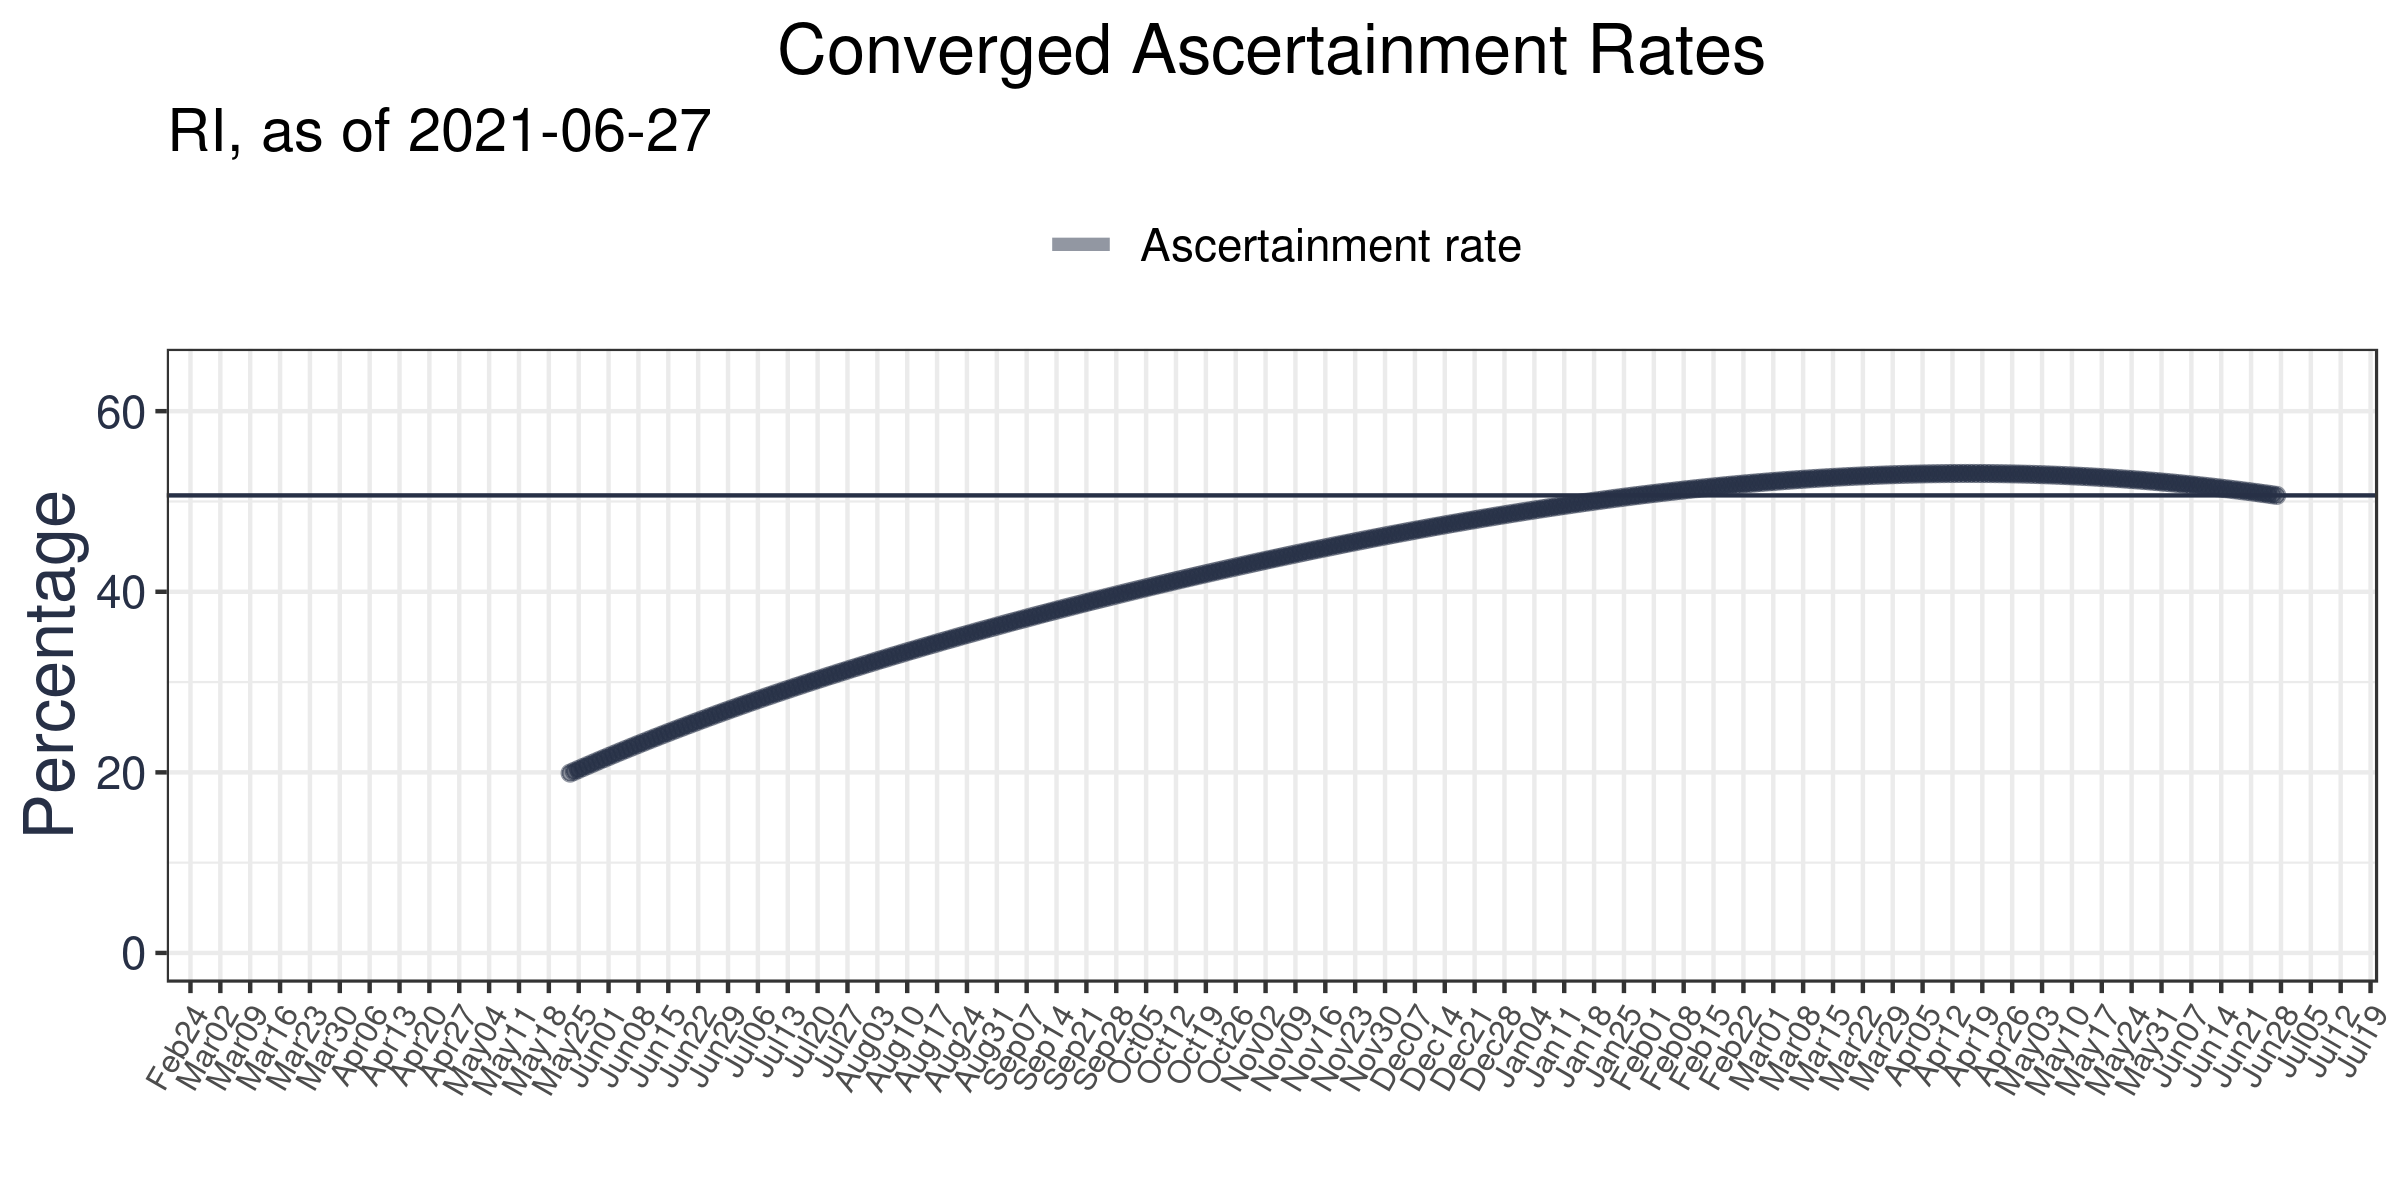 Converged Ascertainment Rates
RI, as of 2021-06-27
Ascertainment rate
Percentage
60
40
20
0
Feb24
Mar02
Mar09
Mar16
Mar23
Mar30
Apr06
Apr13
Apr20
Apr27
May04
May11
May18
May25
Jun01
Jun08
Jun15
Jun22
Jun29
Jul06
Jul13
Jul20
Jul27
Aug03
Aug10
Aug17
Aug24
Aug31
Sep07
Sep14
Sep21
Sep28
Oct05
Oct12
Oct19
Oct26
Nov02
Nov09
Nov16
Nov23
Nov30
Dec07
Dec14
Dec21
Dec28
Jan04
Jan11
Jan18
Jan25
Feb01
Feb08
Feb15
Feb22
Mar01
Mar08
Mar15
Mar22
Mar29
Apr05
Apr12
Apr19
Apr26
May03
May10
May17
May24
May31
Jun07
Jun14
Jun21
Jun28
Jul05
Jul12
Jul19